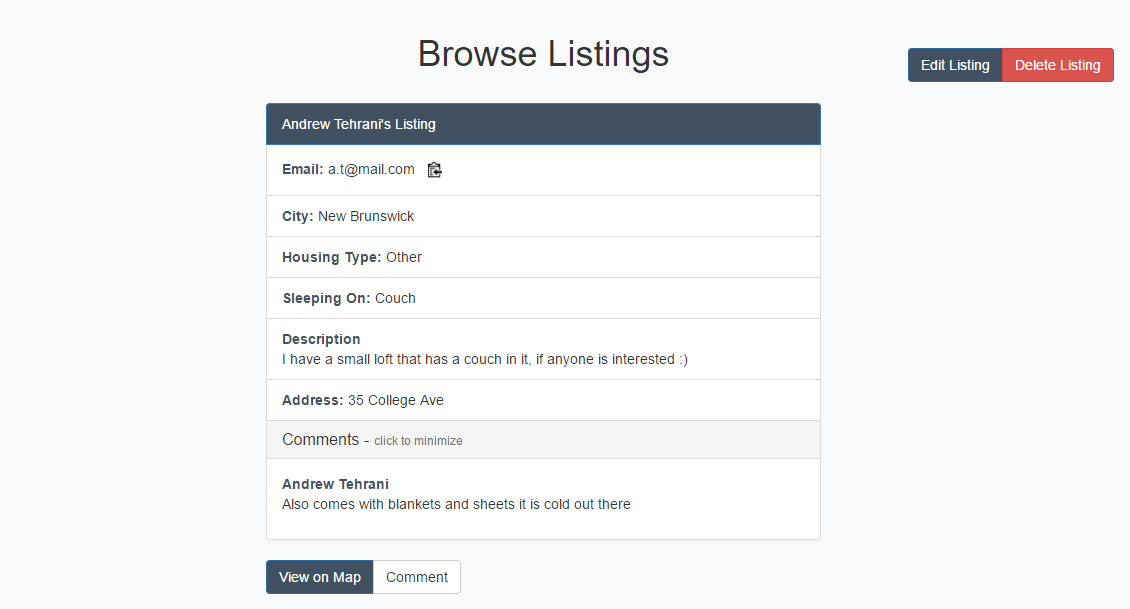 Browse Listings
Edit Listing
Delete Listing
Andrew Tehrani's Listing
Email: a.t@mail.com
City: New Brunswick
Housing Type: Other
Sleeping On: Couch
Description
I have a small loft that has a couch in it, if anyone is interested :)
Address: 35 College Ave
Comments - click to minimize
Andrew Tehrani
Also comes with blankets and sheets it is cold out there
View on Map
Comment